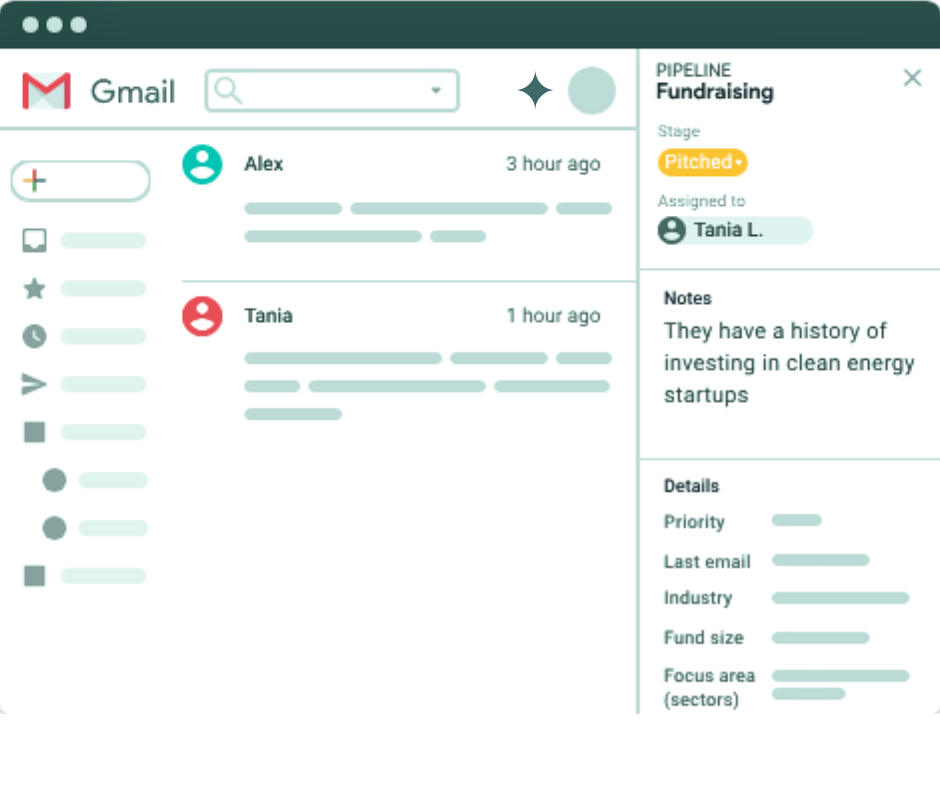 Gmail
Alex 3 hour ago
Tania 1 hour ago
PIPELINE
Fundraising
Stage
Pitched
Assigned to
Tania L.
Notes
They have a history of
investing in clean energy
startups
Details
Priority
Last email
Industry
Fund size
Focus area
(sectors)